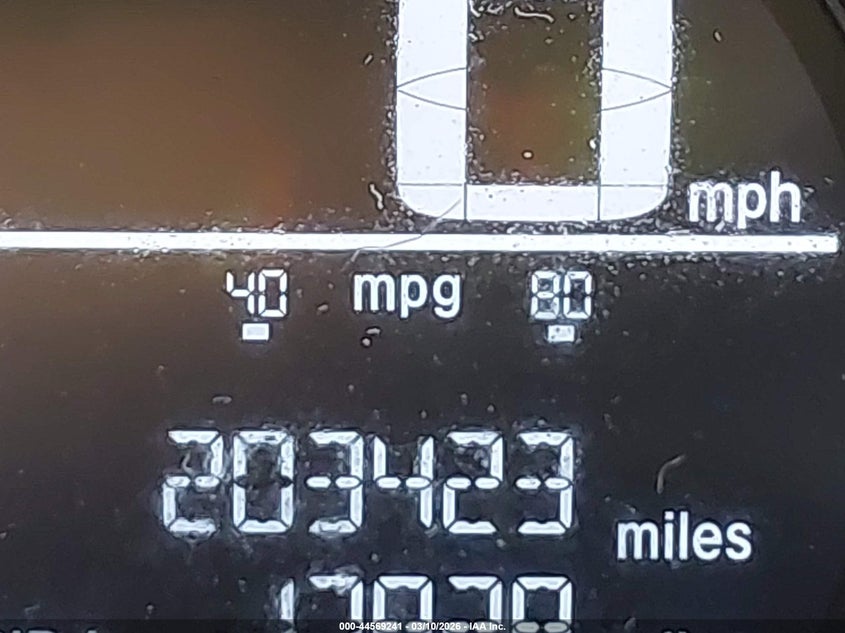 0 mph
40 mpg 80
203423 miles
000-44569241 - 03/10/2026 - IAA Inc.